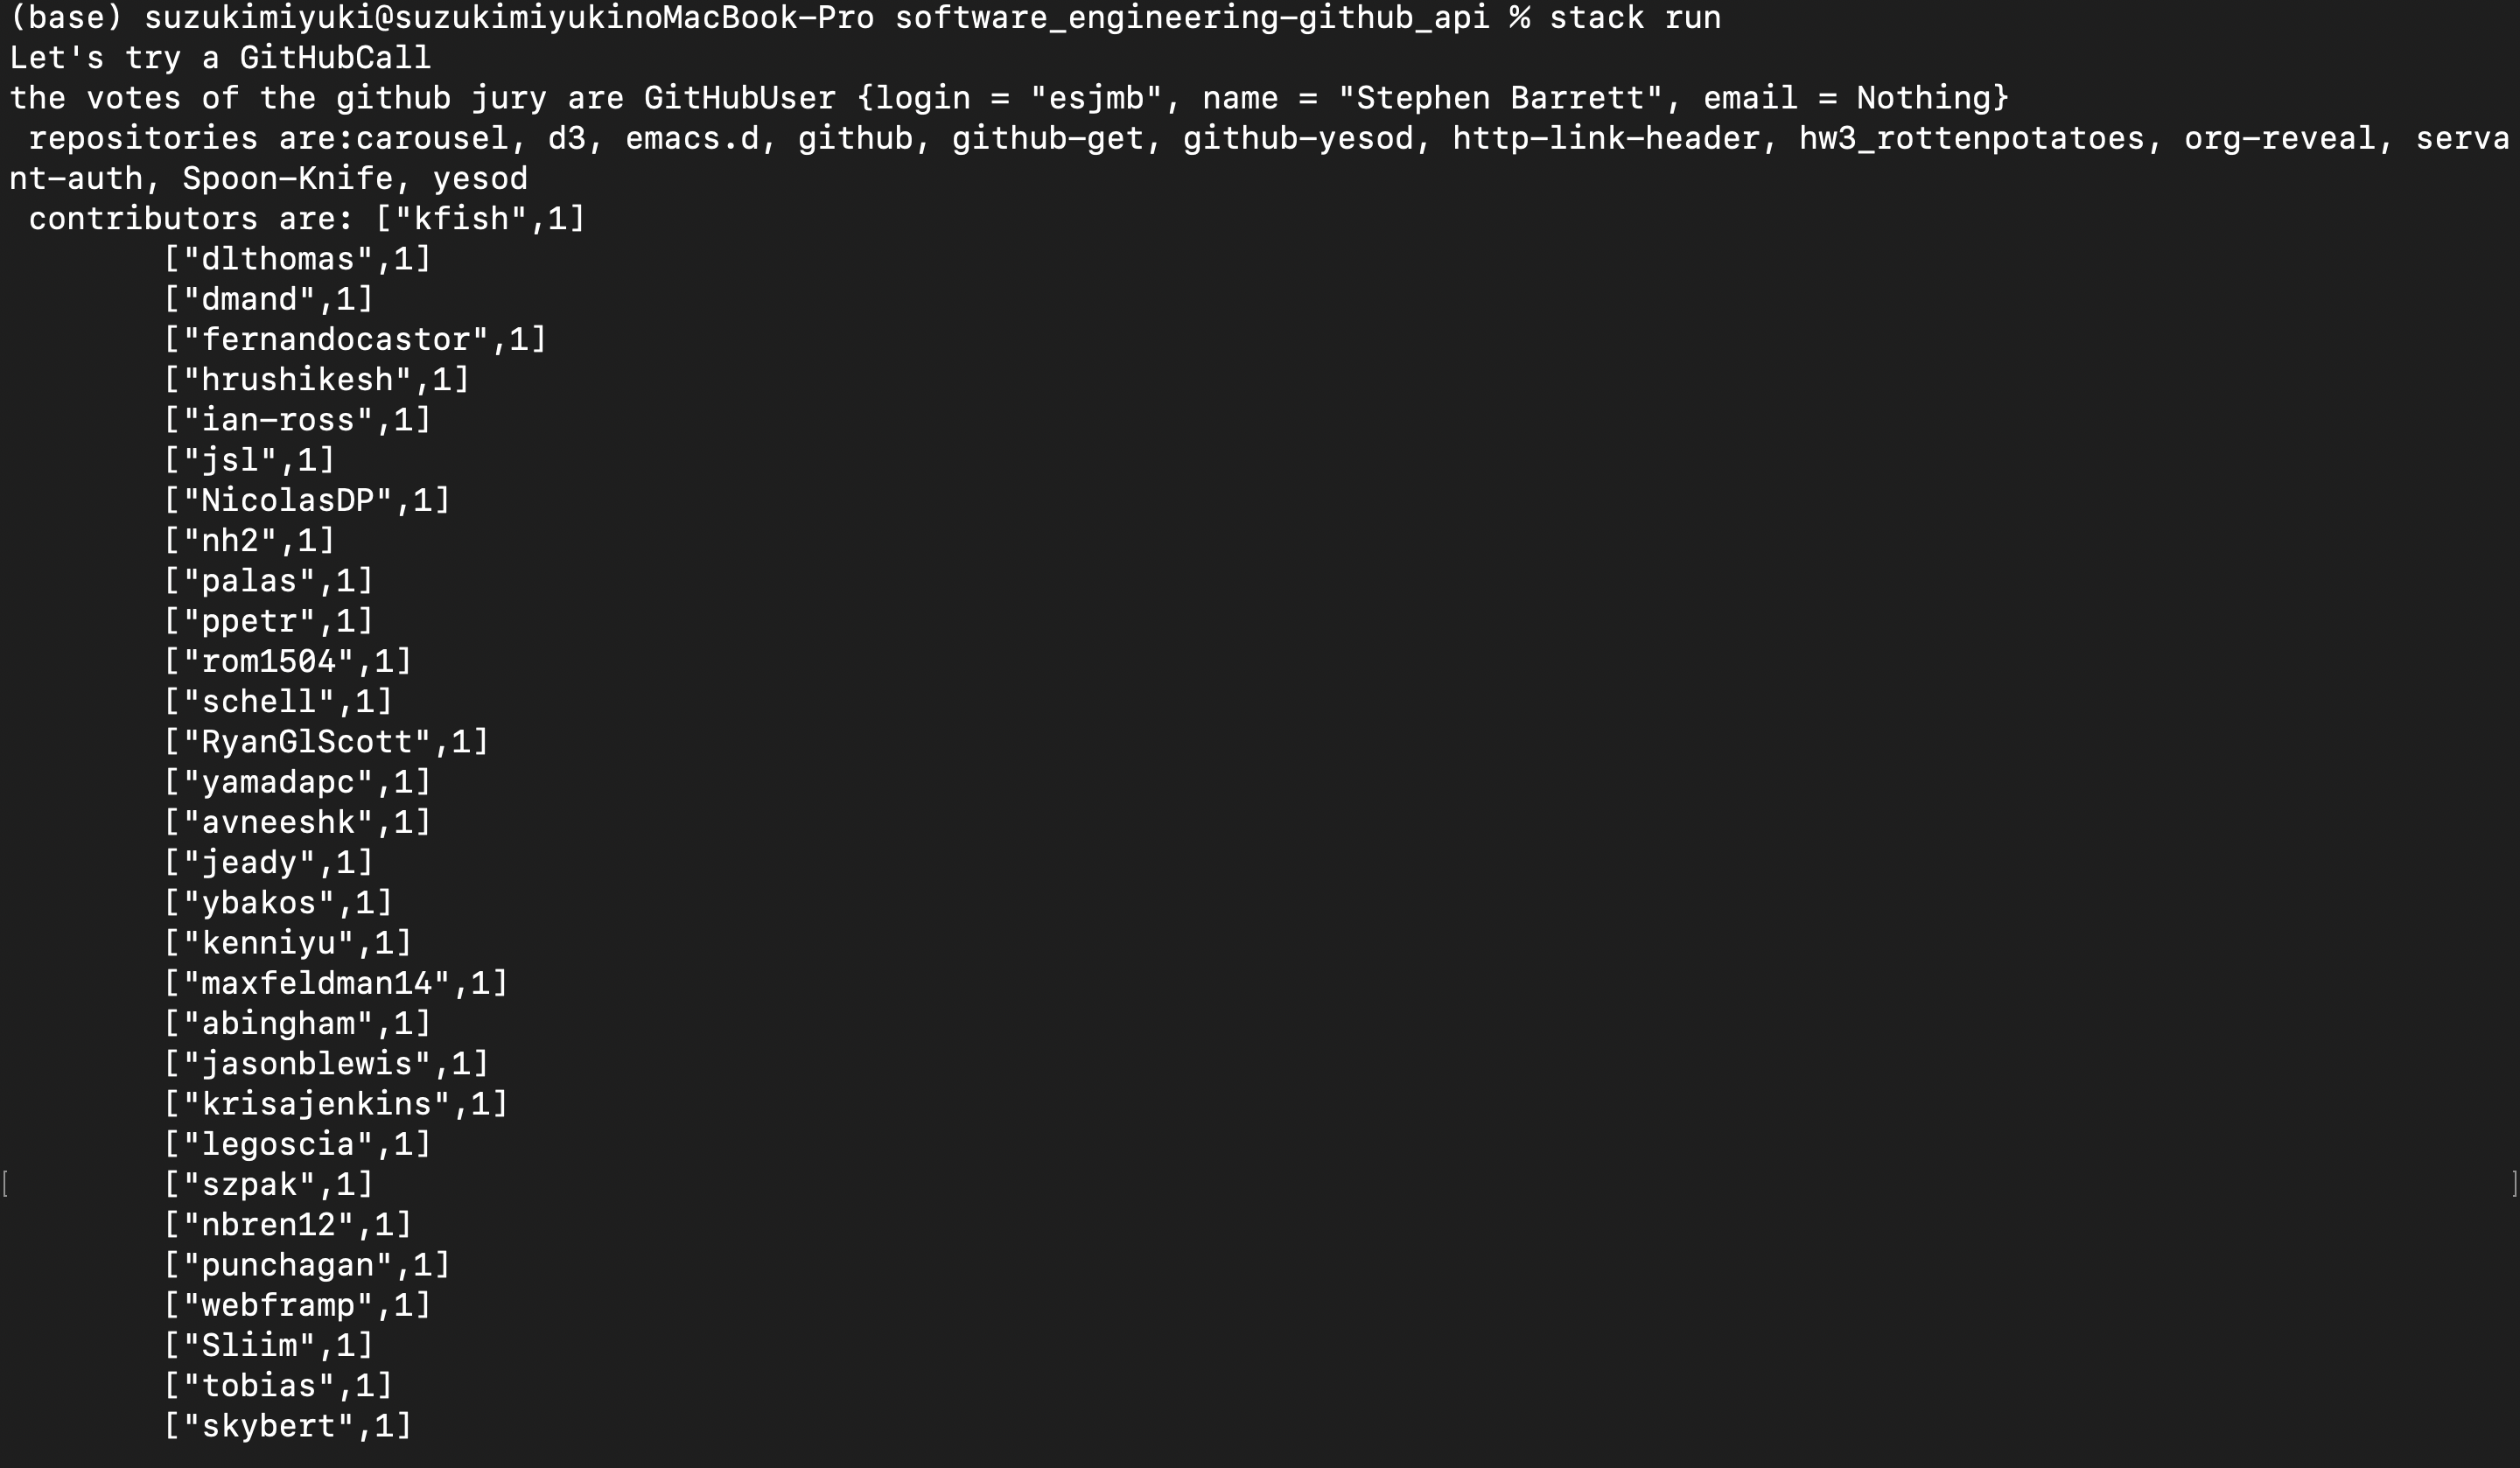 (base) suzukimiyuki@suzukimiyukinoMacBook-Pro software_engineering-github_api % stack run
Let's try a GitHubCall
the votes of the github jury are GitHubUser {login = "esjmb", name = "Stephen Barrett", email = Nothing}
 repositories are:carousel, d3, emacs.d, github, github-get, github-yesod, http-link-header, hw3_rottenpotatoes, org-reveal, serva
nt-auth, Spoon-Knife, yesod
 contributors are: ["kfish",1]
        ["dlthomas",1]
        ["dmand",1]
        ["fernandocastor",1]
        ["hrushikesh",1]
        ["ian-ross",1]
        ["jsl",1]
        ["NicolasDP",1]
        ["nh2",1]
        ["palas",1]
        ["ppetr",1]
        ["rom1504",1]
        ["schell",1]
        ["RyanGlScott",1]
        ["yamadapc",1]
        ["avneeshk",1]
        ["jeady",1]
        ["ybakos",1]
        ["kenniyu",1]
        ["maxfeldman14",1]
        ["abingham",1]
        ["jasonblewis",1]
        ["krisajenkins",1]
        ["legoscia",1]
        ["szpak",1]
        ["nbren12",1]
        ["punchagan",1]
        ["webframp",1]
        ["Sliim",1]
        ["tobias",1]
        ["skybert",1]